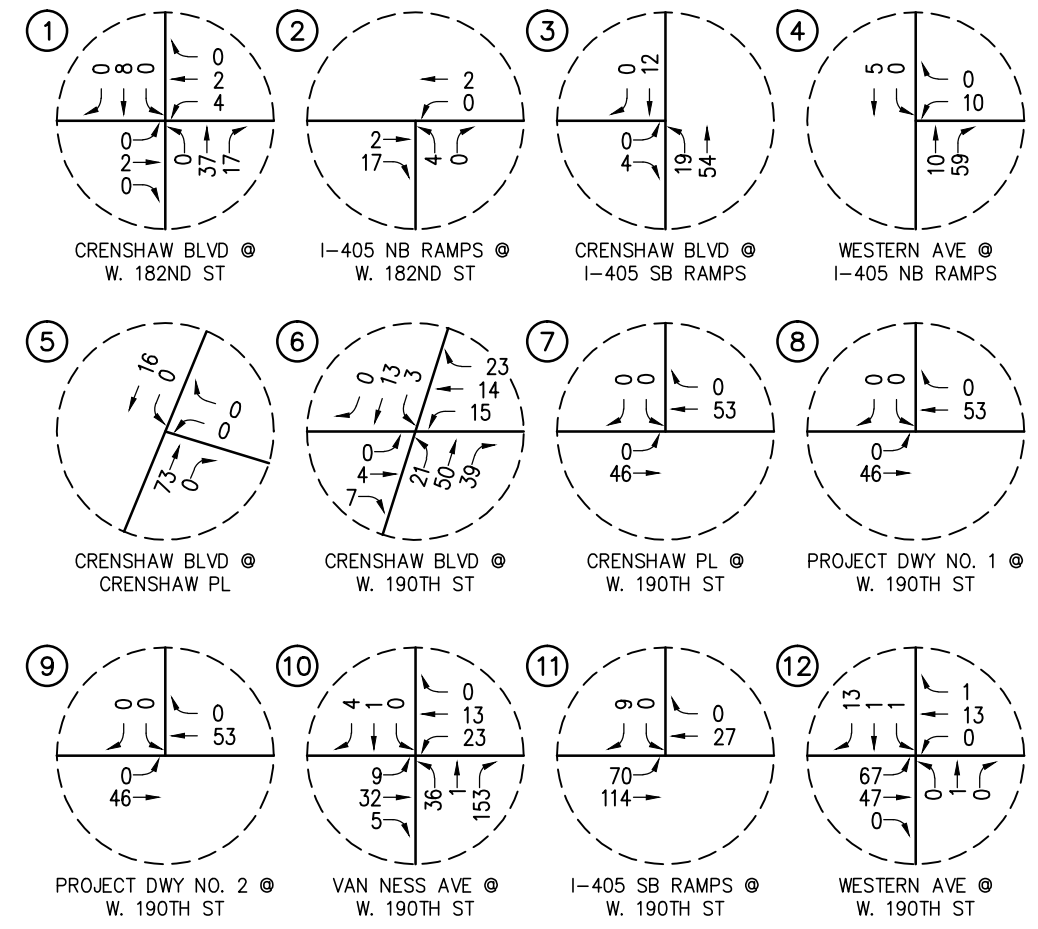 1
0 8 0
0
2
4
0
2
0
0 37 17
CRENSHAW BLVD @
W. 182ND ST
2
2
0
2
17
4 0
I-405 NB RAMPS @
W. 182ND ST
3
0 12
0
4
19 54
CRENSHAW BLVD @
I-405 SB RAMPS
4
5 0
0
10
10 59
WESTERN AVE @
I-405 NB RAMPS
5
16 0
0
0
73 0
CRENSHAW BLVD @
CRENSHAW PL
6
0 13 3
23
14
15
0
4
7
21 50 39
CRENSHAW BLVD @
W. 190TH ST
7
0 0
0
53
0
46
CRENSHAW PL @
W. 190TH ST
8
0 0
0
53
0
46
PROJECT DWY NO. 1 @
W. 190TH ST
9
0 0
0
53
0
46
PROJECT DWY NO. 2 @
W. 190TH ST
10
4 1 0
0
13
23
9
32
5
36 1 153
VAN NESS AVE @
W. 190TH ST
11
9 0
0
27
70
114
I-405 SB RAMPS @
W. 190TH ST
12
13 1 1
1
13
0
67
47
0
0 1 0
WESTERN AVE @
W. 190TH ST